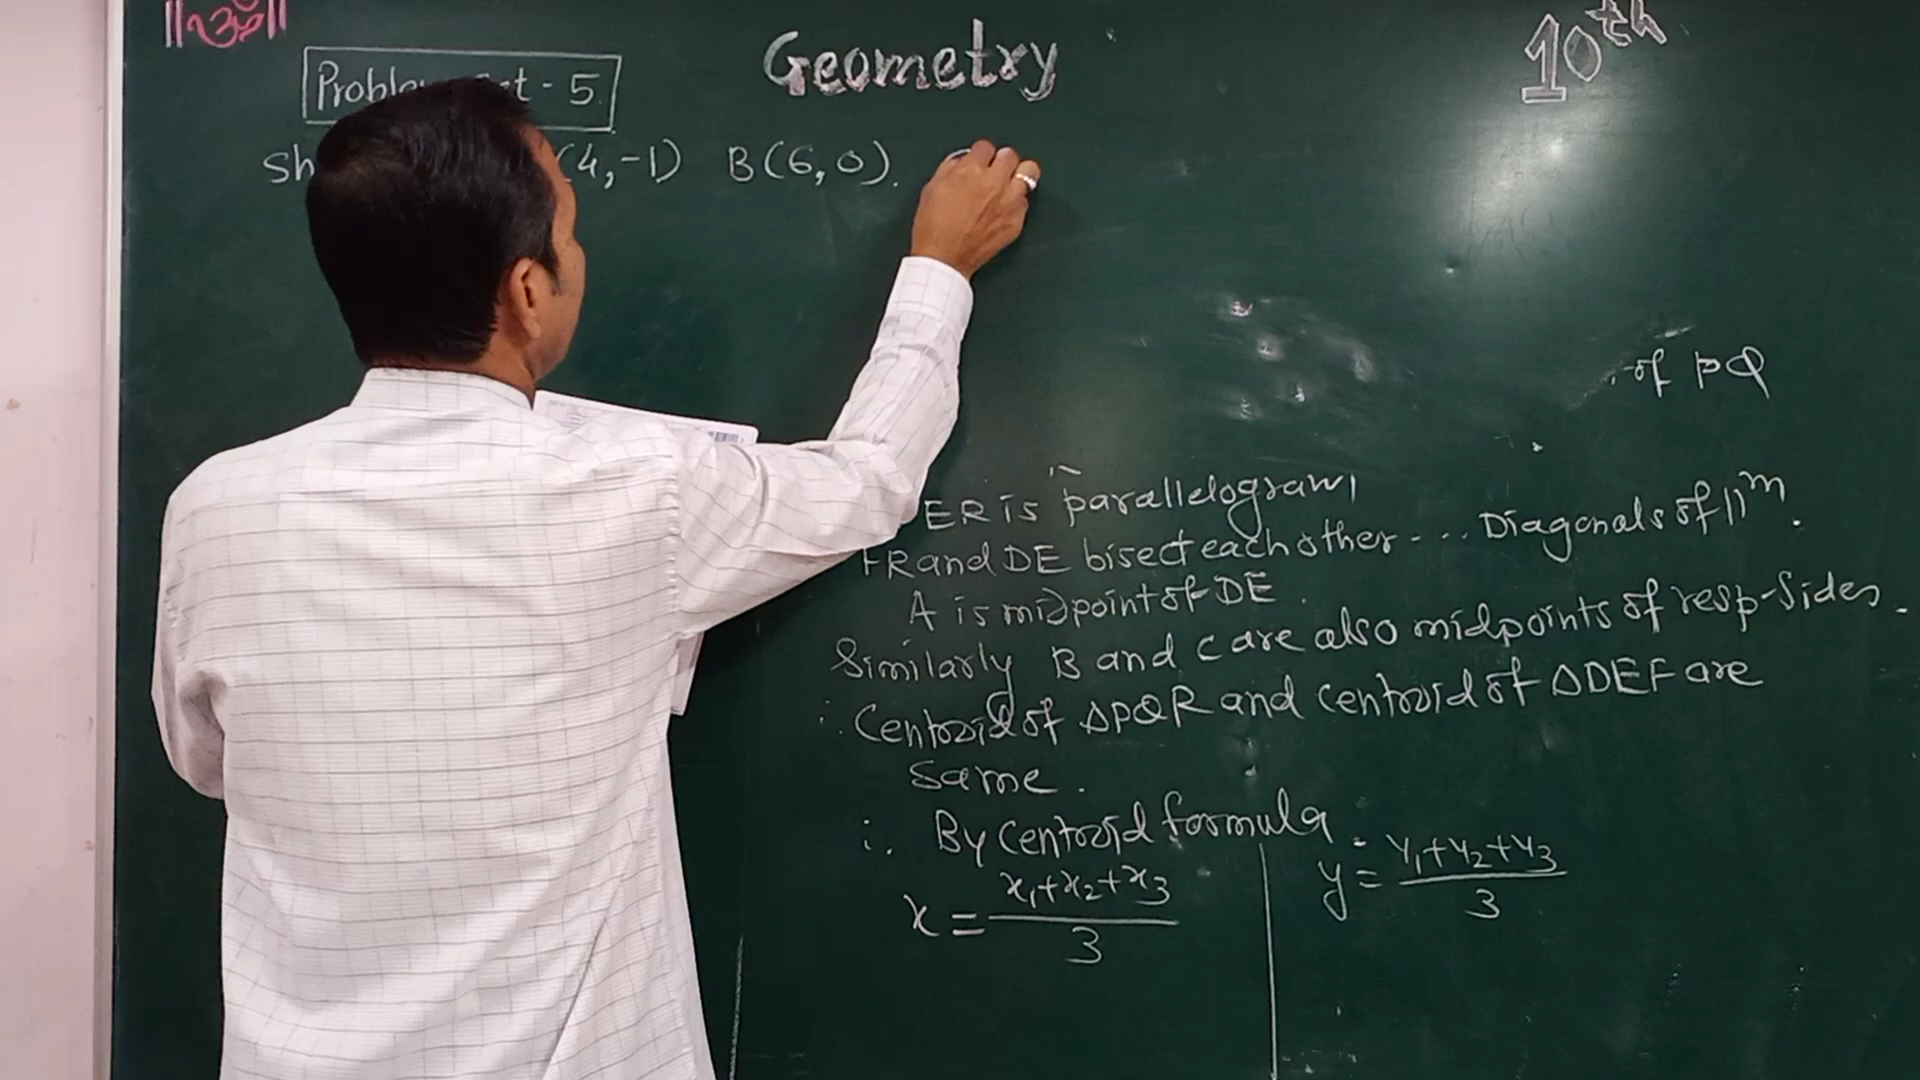 ||ॐ||
Geometry
10th
Problem Set - 5.
Sh (4,-1) B(6,0).
of PQ
ER is parallelogram,
FR and DE bisect each other ... Diagonals of ||m.
A is midpoint of DE.
Similarly B and C are also midpoints of resp-sides.
∴ Centroid of △PQR and centroid of △DEF are
same.
∴ By Centroid formula
x = x₁+x₂+x₃ / 3
y = y₁+y₂+y₃ / 3